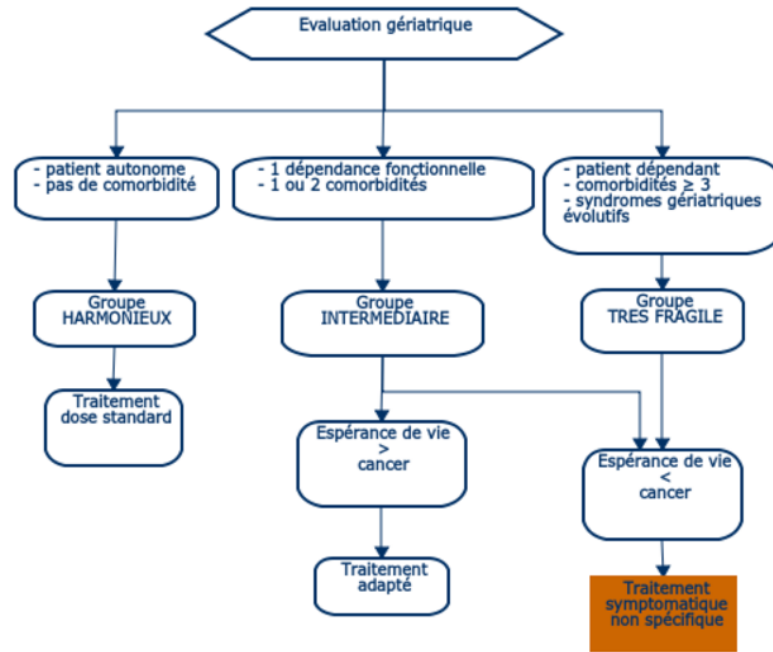 Evaluation gériatrique
- patient autonome
- pas de comorbidité
- 1 dépendance fonctionnelle
- 1 ou 2 comorbidités
- patient dépendant
- comorbidités ≥ 3
- syndromes gériatriques
évolutifs
Groupe
HARMONIEUX
Groupe
INTERMEDIAIRE
Groupe
TRES FRAGILE
Traitement
dose standard
Espérance de vie
>
cancer
Espérance de vie
<
cancer
Traitement
adapté
Traitement
symptomatique
non spécifique